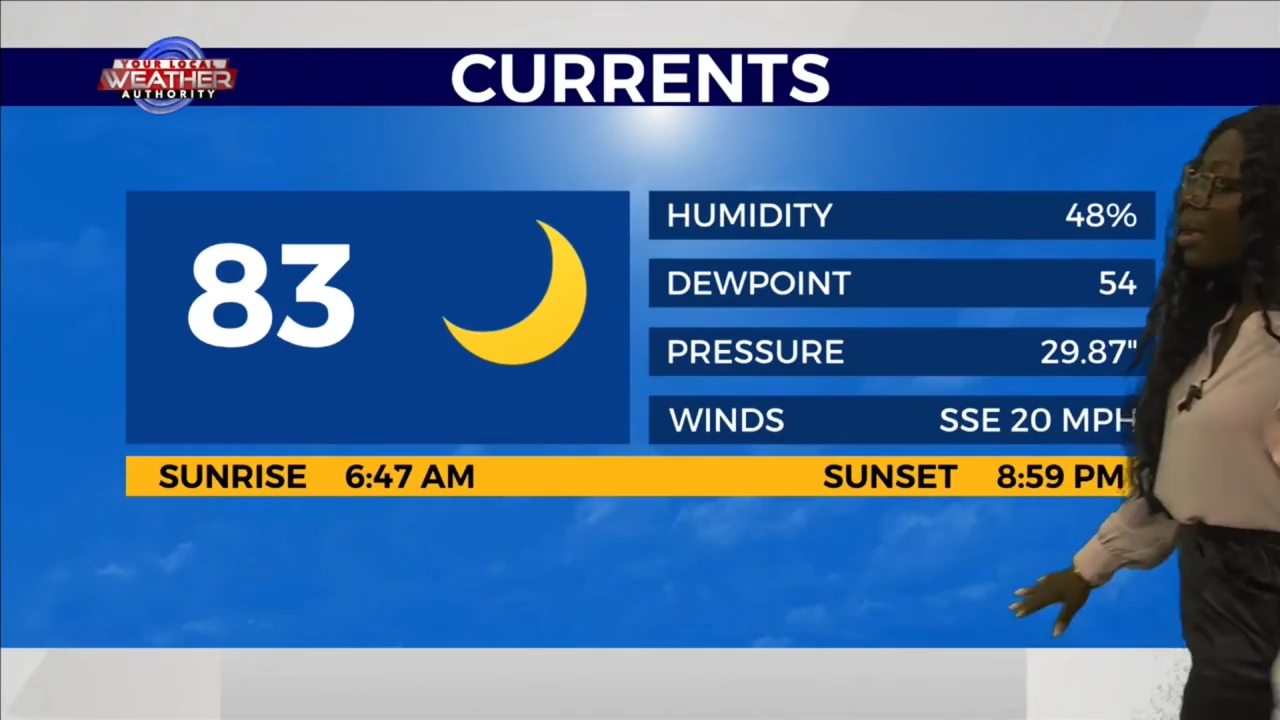 YOUR LOCAL
WEATHER
AUTHORITY
CURRENTS
83
HUMIDITY 48%
DEWPOINT 54
PRESSURE 29.87"
WINDS SSE 20 MPH
SUNRISE 6:47 AM SUNSET 8:59 PM